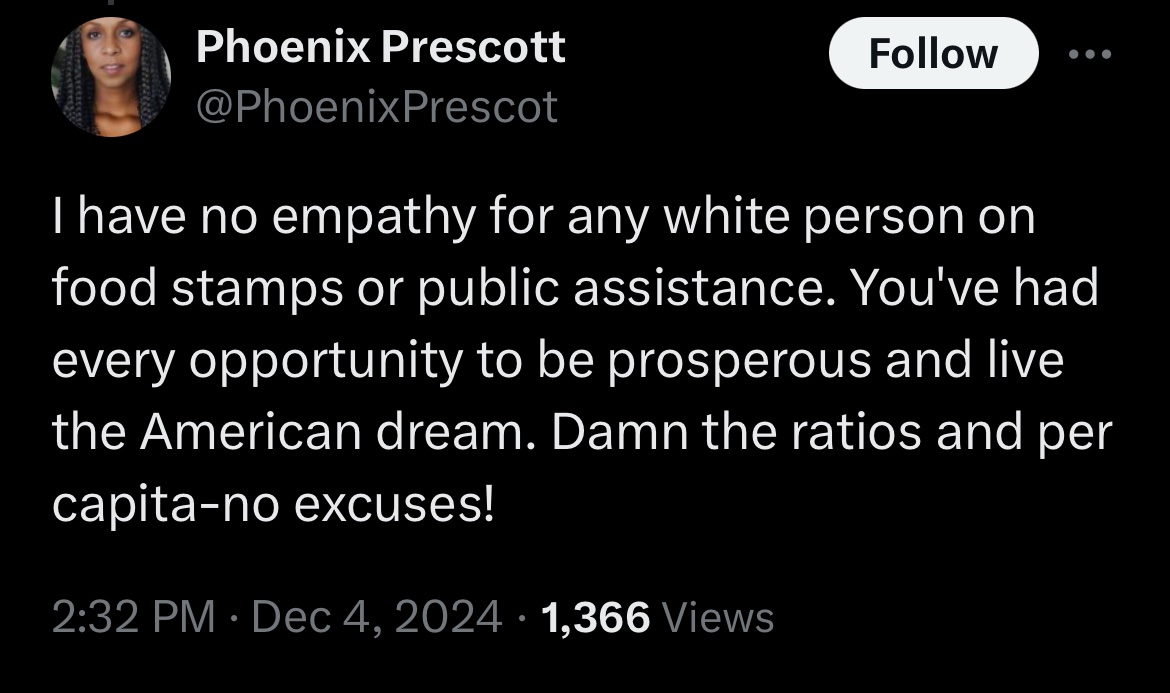 Phoenix Prescott
@PhoenixPrescot
Follow
I have no empathy for any white person on
food stamps or public assistance. You've had
every opportunity to be prosperous and live
the American dream. Damn the ratios and per
capita-no excuses!
2:32 PM · Dec 4, 2024 · 1,366 Views